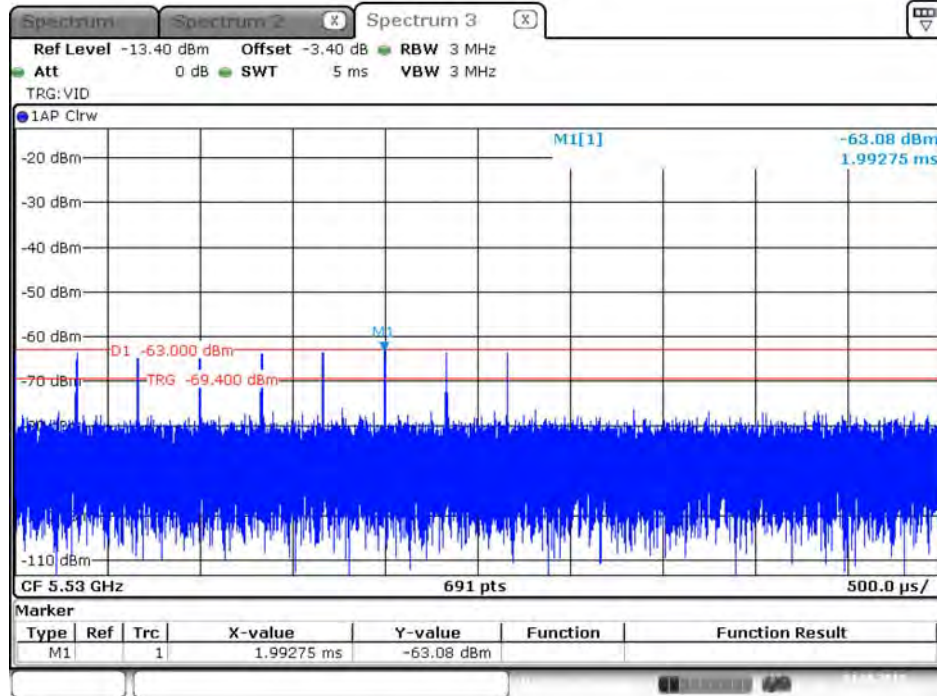 Spectrum Spectrum 2 X Spectrum 3 X
Ref Level -13.40 dBm Offset -3.40 dB RBW 3 MHz
Att 0 dB SWT 5 ms VBW 3 MHz
TRG:VID
1AP Clrw
M1[1] -63.08 dBm
1.99275 ms
-20 dBm
-30 dBm
-40 dBm
-50 dBm
-60 dBm
M1
D1 -63.000 dBm
-70 dBm
TRG -69.400 dBm
-110 dBm
CF 5.53 GHz 691 pts 500.0 µs/
Marker
Type Ref Trc X-value Y-value Function Function Result
M1 1 1.99275 ms -63.08 dBm